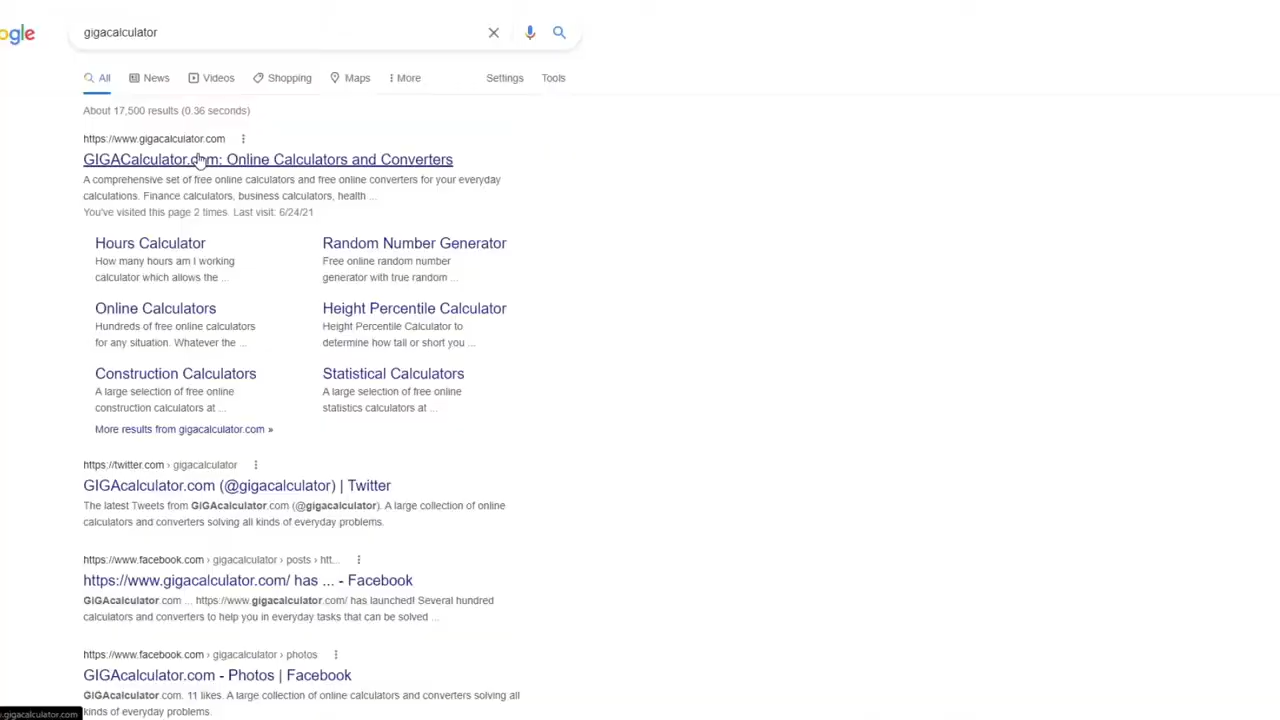 ogle gigacalculator
All News Videos Shopping Maps More Settings Tools
About 17,500 results (0.36 seconds)
https://www.gigacalculator.com
GIGACalculator.com: Online Calculators and Converters
A comprehensive set of free online calculators and free online converters for your everyday
calculations. Finance calculators, business calculators, health ...
You've visited this page 2 times. Last visit: 6/24/21
Hours Calculator
How many hours am I working
calculator which allows the ...
Random Number Generator
Free online random number
generator with true random ...
Online Calculators
Hundreds of free online calculators
for any situation. Whatever the ...
Height Percentile Calculator
Height Percentile Calculator to
determine how tall or short you ...
Construction Calculators
A large selection of free online
construction calculators at ...
Statistical Calculators
A large selection of free online
statistics calculators at ...
More results from gigacalculator.com »
https://twitter.com › gigacalculator
GIGAcalculator.com (@gigacalculator) | Twitter
The latest Tweets from GIGAcalculator.com (@gigacalculator). A large collection of online
calculators and converters solving all kinds of everyday problems.
https://www.facebook.com › gigacalculator › posts › htt...
https://www.gigacalculator.com/ has ... - Facebook
GIGAcalculator.com ... https://www.gigacalculator.com/ has launched! Several hundred
calculators and converters to help you in everyday tasks that can be solved ...
https://www.facebook.com › gigacalculator › photos
GIGAcalculator.com - Photos | Facebook
GIGAcalculator.com. 11 likes. A large collection of online calculators and converters solving all
kinds of everyday problems.
.gigacalculator.com